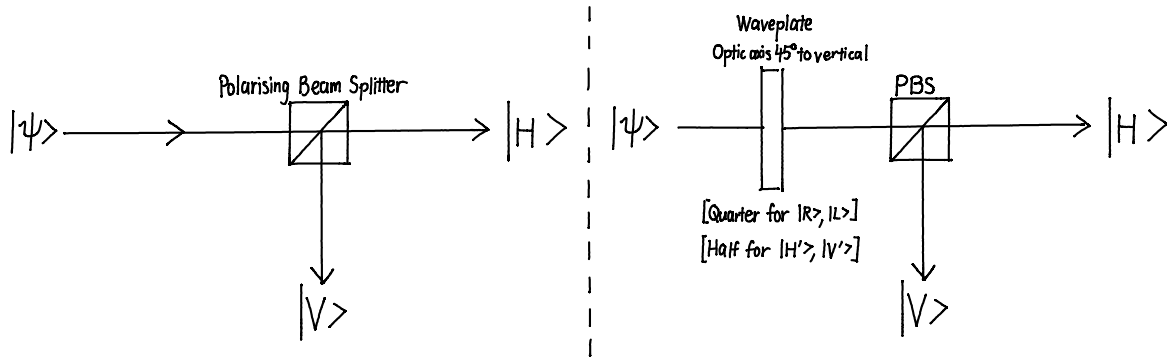 Polarising Beam Splitter
|ψ>
|H>
|V>
Waveplate
Optic axis 45° to vertical
PBS
|ψ>
|H>
[Quarter for |R>, |L>]
[Half for |H'>, |V'>]
|V>